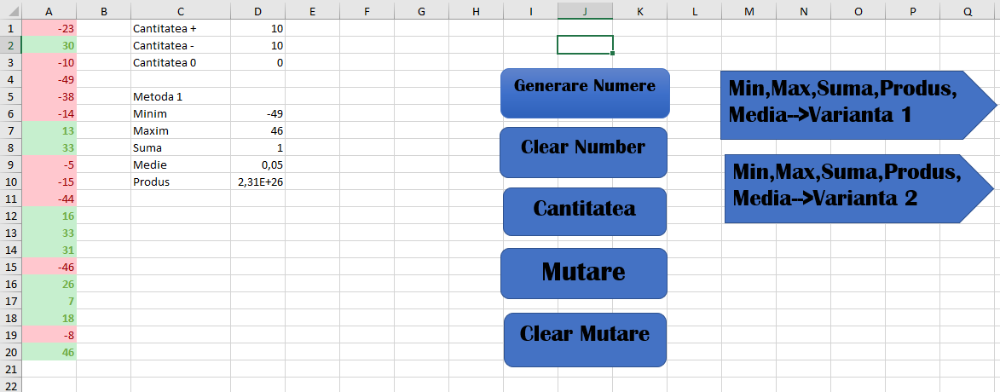 A B C D E F G H I J K L M N O P Q
1 -23 Cantitatea + 10
2 30 Cantitatea - 10
3 -10 Cantitatea 0 0
4 -49
5 -38 Metoda 1
6 -14 Minim -49
7 13 Maxim 46
8 33 Suma 1
9 -5 Medie 0,05
10 -15 Produs 2,31E+26
11 -44
12 16
13 33
14 31
15 -46
16 26
17 7
18 18
19 -8
20 46
21
22
Generare Numere
Clear Number
Cantitatea
Mutare
Clear Mutare
Min,Max,Suma,Produs,
Media-->Varianta 1
Min,Max,Suma,Produs,
Media-->Varianta 2